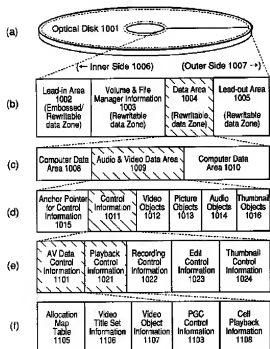 (a)
Optical Disk 1001
(← Inner Side 1006)
(Outer Side 1007 →)
(b)
Lead-in Area
1002
(Embossed/
Rewritable
data Zone)
Volume & File
Manager Information
1003
(Rewritable
data Zone)
Data Area
1004
(Rewritable
data Zone)
Lead-out Area
1005
(Rewritable
data Zone)
(c)
Computer Data
Area 1008
Audio & Video Data Area
1009
Computer Data
Area 1010
(d)
Anchor Pointer
for Control
Information
1015
Control
Information
1011
Video
Objects
1012
Picture
Objects
1013
Audio
Objects
1014
Thumbnail
Objects
1016
(e)
AV Data
Control
Information
1101
Playback
Control
Information
1021
Recording
Control
Information
1022
Edit
Control
Information
1023
Thumbnail
Control
Information
1024
(f)
Allocation
Map
Table
1105
Video
Title Set
Information
1106
Video
Object
Information
1107
PGC
Control
Information
1103
Cell
Playback
Information
1108